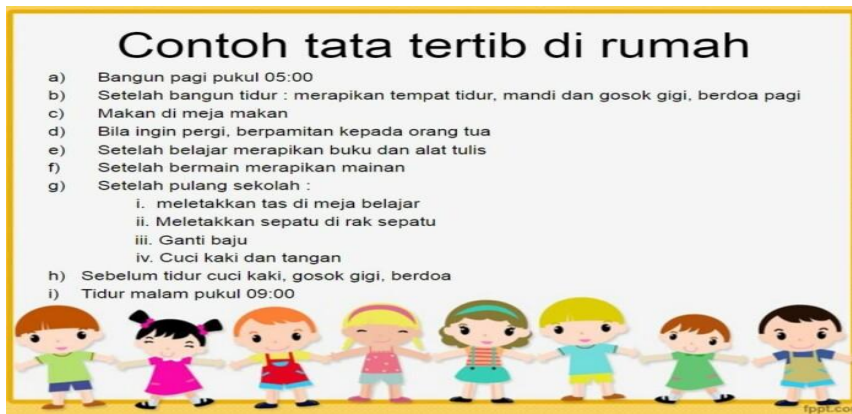 Contoh tata tertib di rumah
a) Bangun pagi pukul 05:00
b) Setelah bangun tidur : merapikan tempat tidur, mandi dan gosok gigi, berdoa pagi
c) Makan di meja makan
d) Bila ingin pergi, berpamitan kepada orang tua
e) Setelah belajar merapikan buku dan alat tulis
f) Setelah bermain merapikan mainan
g) Setelah pulang sekolah :
i. meletakkan tas di meja belajar
ii. Meletakkan sepatu di rak sepatu
iii. Ganti baju
iv. Cuci kaki dan tangan
h) Sebelum tidur cuci kaki, gosok gigi, berdoa
i) Tidur malam pukul 09:00
fppt.co